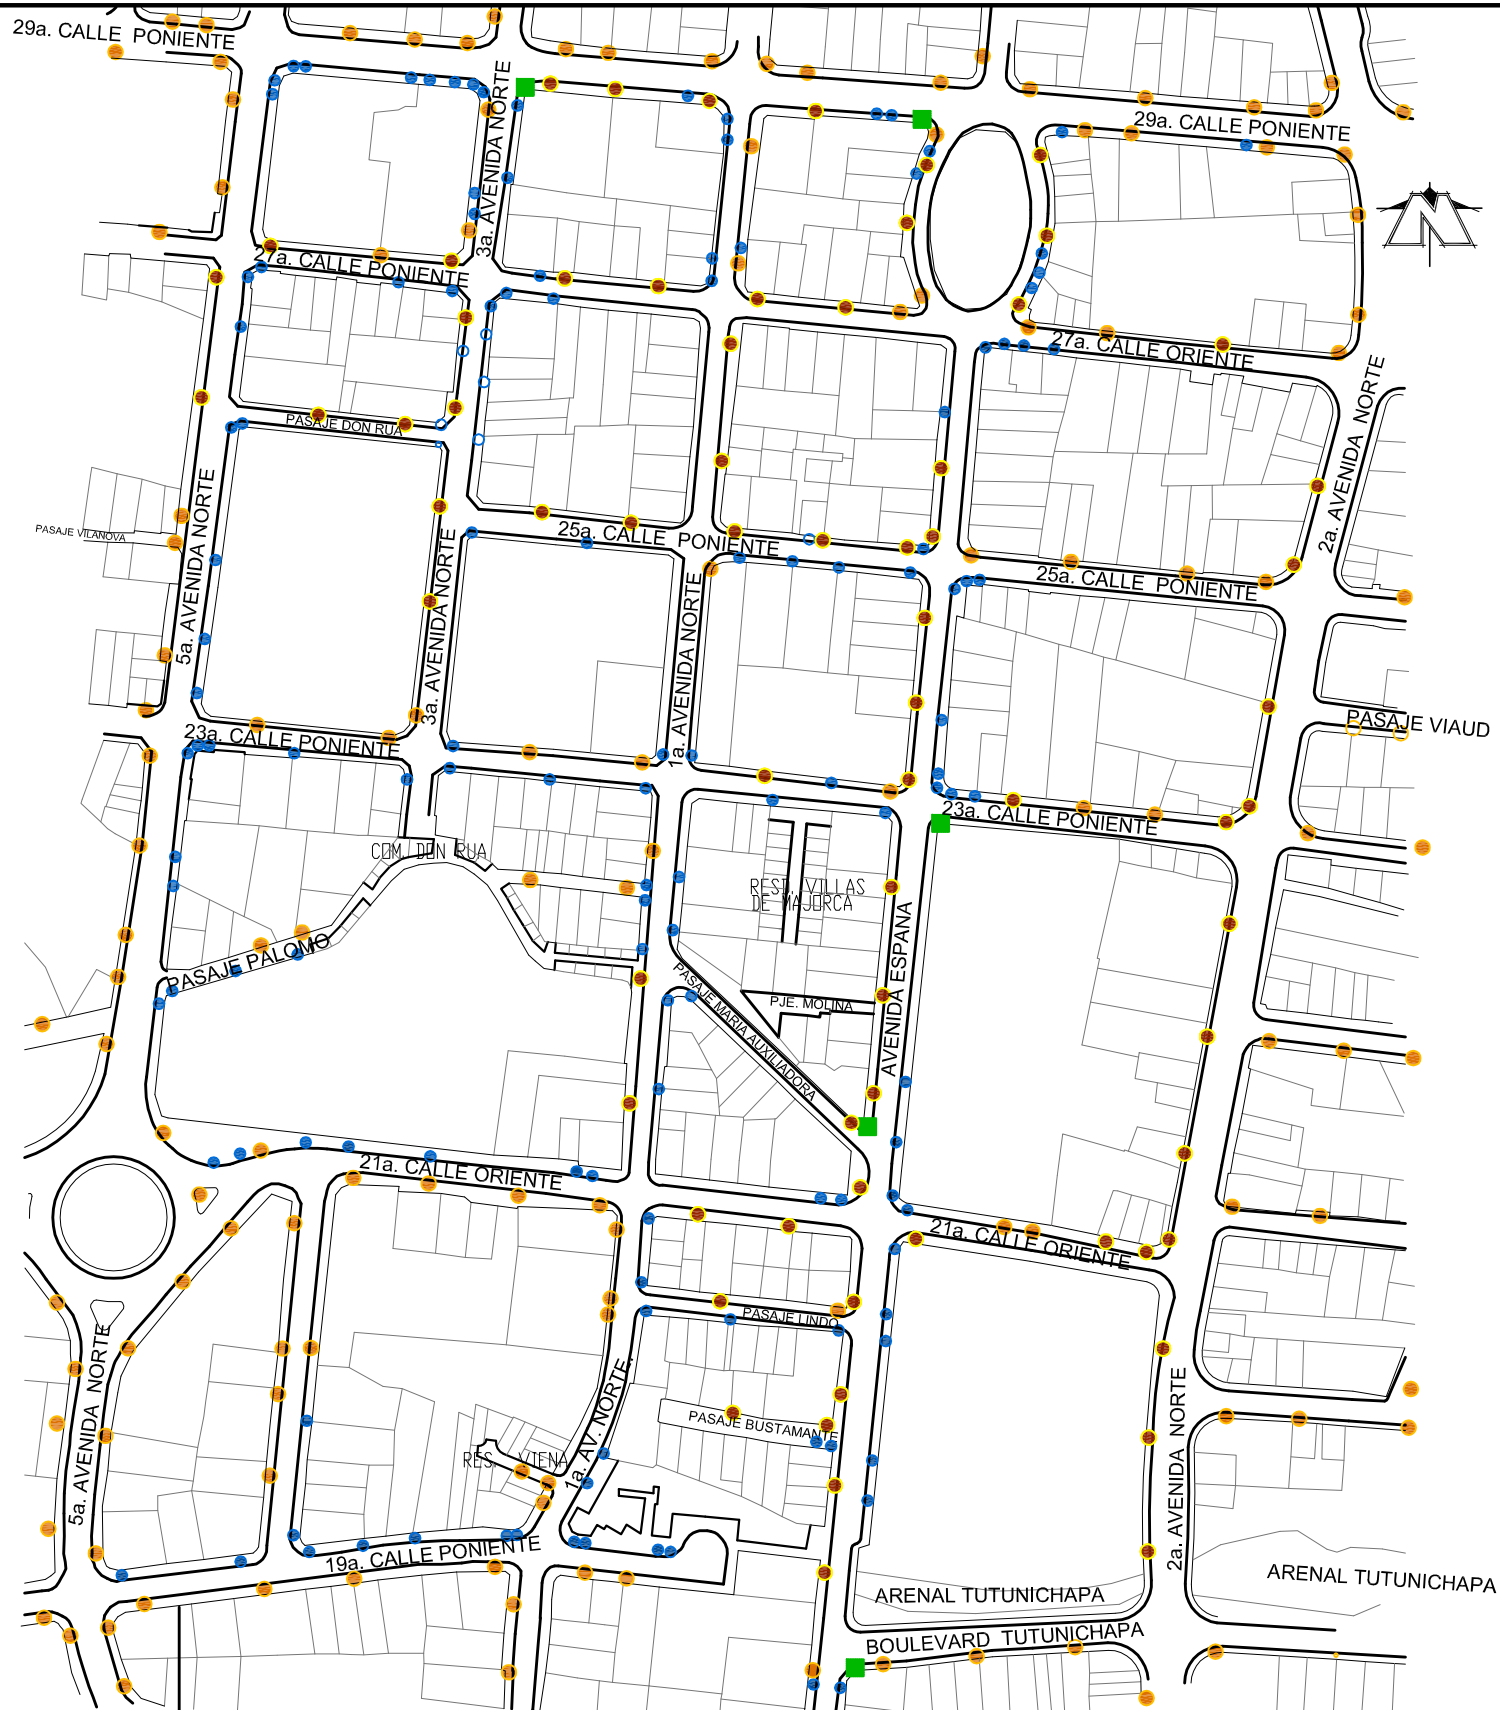 29a. CALLE PONIENTE
3a. AVENIDA NORTE
29a. CALLE PONIENTE
27a. CALLE PONIENTE
27a. CALLE ORIENTE
2a. AVENIDA NORTE
PASAJE DON RUA
PASAJE VILANOVA
5a. AVENIDA NORTE
3a. AVENIDA NORTE
25a. CALLE PONIENTE
25a. CALLE PONIENTE
1a. AVENIDA NORTE
PASAJE VIAUD
23a. CALLE PONIENTE
23a. CALLE PONIENTE
COM. DON RUA
RESD. VILLAS
DE MAJORCA
AVENIDA ESPANA
PASAJE PALOMO
PASAJE MARIA AUXILIADORA
PJE. MOLINA
21a. CALLE ORIENTE
21a. CALLE ORIENTE
PASAJE LINDO
5a. AVENIDA NORTE
1a. AV. NORTE.
PASAJE BUSTAMANTE
RES. VIENA
2a. AVENIDA NORTE
19a. CALLE PONIENTE
ARENAL TUTUNICHAPA
ARENAL TUTUNICHAPA
BOULEVARD TUTUNICHAPA